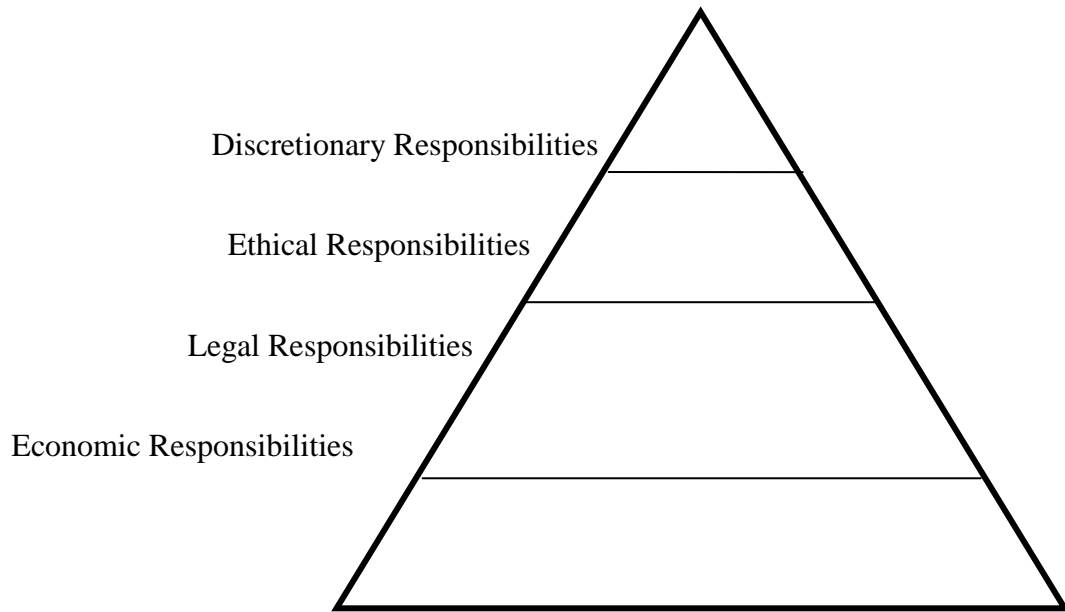 Discretionary Responsibilities
Ethical Responsibilities
Legal Responsibilities
Economic Responsibilities